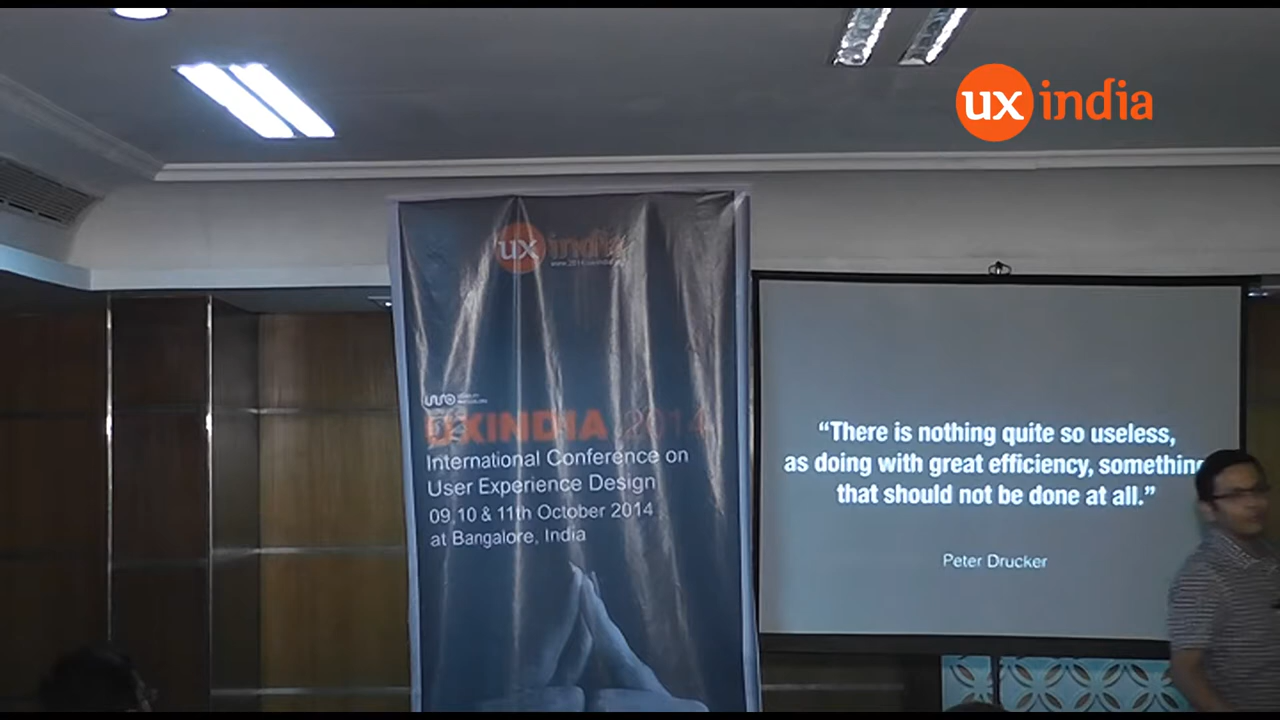 ux india
ux india
UXINDIA 2014
International Conference on
User Experience Design
09,10 & 11th October 2014
at Bangalore, India
“There is nothing quite so useless,
as doing with great efficiency, something
that should not be done at all.”
Peter Drucker